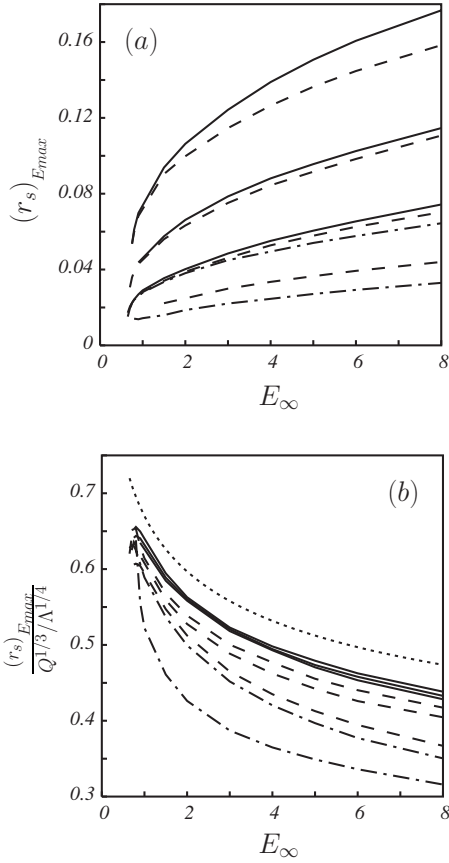 (a)
0.16
0.12
0.08
0.04
0
(r_s)_{Emax}
0 2 4 6 8
E_∞
(b)
0.7
0.6
0.5
0.4
0.3
(r_s)_{Emax}
Q^{1/3}/Λ^{1/4}
0 2 4 6 8
E_∞